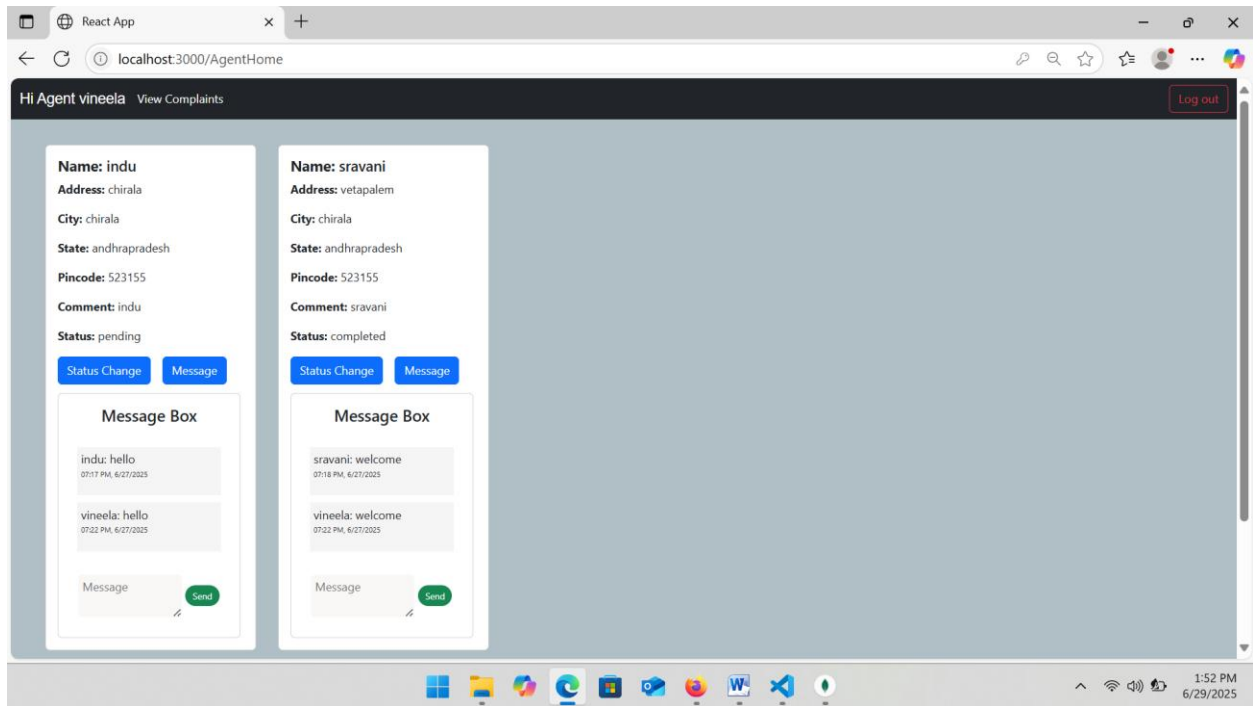 React App
localhost:3000/AgentHome
Hi Agent vineela View Complaints
Log out
Name: indu
Address: chirala
City: chirala
State: andhrapradesh
Pincode: 523155
Comment: indu
Status: pending
Status Change Message
Message Box
indu: hello
07:17 PM, 6/27/2025
vineela: hello
07:22 PM, 6/27/2025
Message
Send
Name: sravani
Address: vetapalem
City: chirala
State: andhrapradesh
Pincode: 523155
Comment: sravani
Status: completed
Status Change Message
Message Box
sravani: welcome
07:18 PM, 6/27/2025
vineela: welcome
07:22 PM, 6/27/2025
Message
Send
1:52 PM
6/29/2025